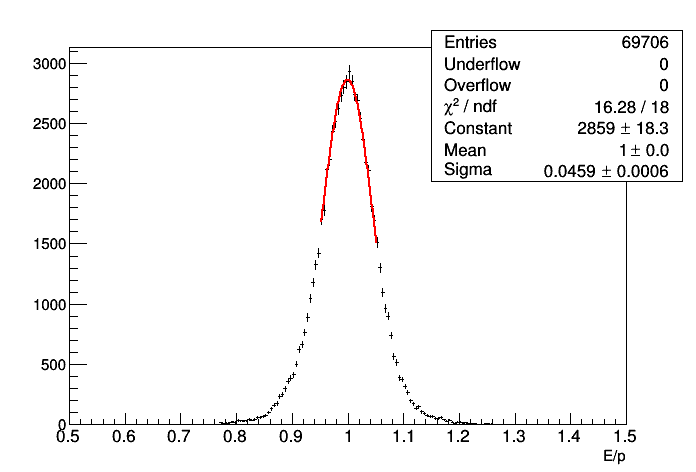 Entries 69706
Underflow 0
Overflow 0
χ² / ndf 16.28 / 18
Constant 2859 ± 18.3
Mean 1 ± 0.0
Sigma 0.0459 ± 0.0006
3000
2500
2000
1500
1000
500
0
0.5 0.6 0.7 0.8 0.9 1 1.1 1.2 1.3 1.4 1.5
E/p